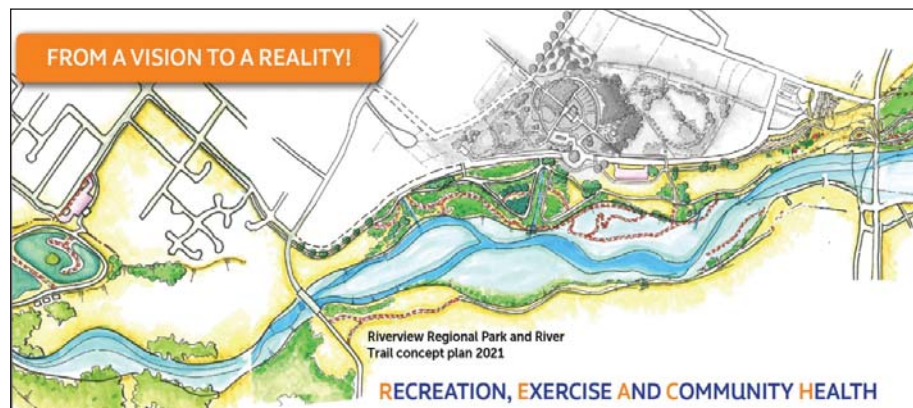 FROM A VISION TO A REALITY!
Riverview Regional Park and River
Trail concept plan 2021
RECREATION, EXERCISE AND COMMUNITY HEALTH